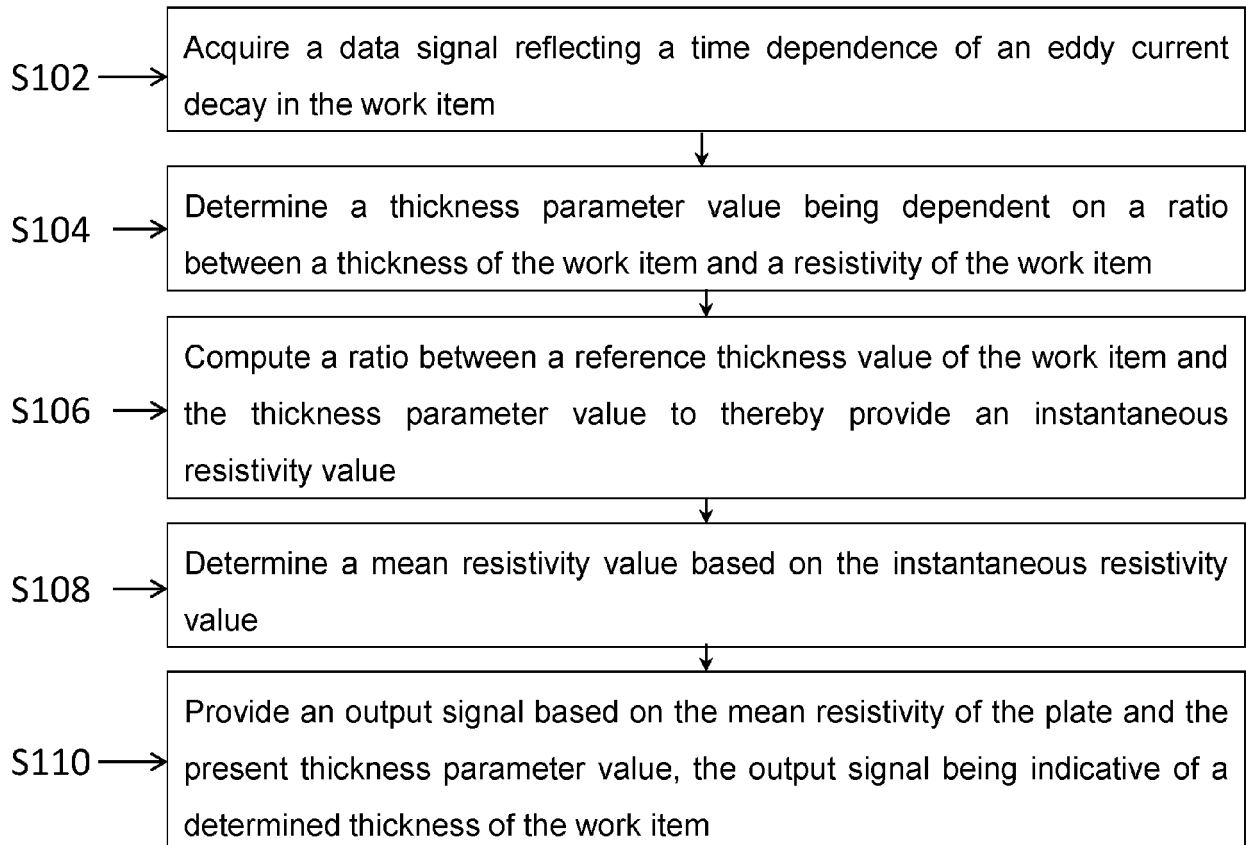 S102
Acquire a data signal reflecting a time dependence of an eddy current
decay in the work item
S104
Determine a thickness parameter value being dependent on a ratio
between a thickness of the work item and a resistivity of the work item
S106
Compute a ratio between a reference thickness value of the work item and
the thickness parameter value to thereby provide an instantaneous
resistivity value
S108
Determine a mean resistivity value based on the instantaneous resistivity
value
S110
Provide an output signal based on the mean resistivity of the plate and the
present thickness parameter value, the output signal being indicative of a
determined thickness of the work item